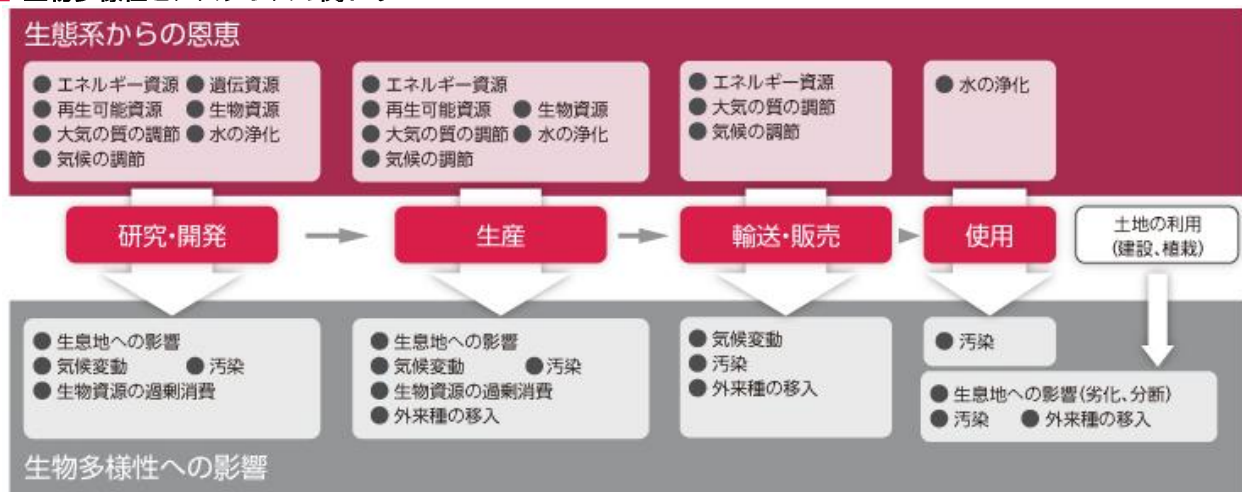 生態系からの恩恵
● エネルギー資源 ● 遺伝資源
● 再生可能資源 ● 生物資源
● 大気の質の調節 ● 水の浄化
● 気候の調節
● エネルギー資源
● 再生可能資源 ● 生物資源
● 大気の質の調節 ● 水の浄化
● 気候の調節
● エネルギー資源
● 大気の質の調節
● 気候の調節
● 水の浄化
研究・開発
生産
輸送・販売
使用
土地の利用
(建設、植栽)
● 生息地への影響
● 気候変動 ● 汚染
● 生物資源の過剰消費
● 生息地への影響
● 気候変動 ● 汚染
● 生物資源の過剰消費
● 外来種の移入
● 気候変動
● 汚染
● 外来種の移入
● 汚染
● 生息地への影響(劣化、分断)
● 汚染 ● 外来種の移入
生物多様性への影響